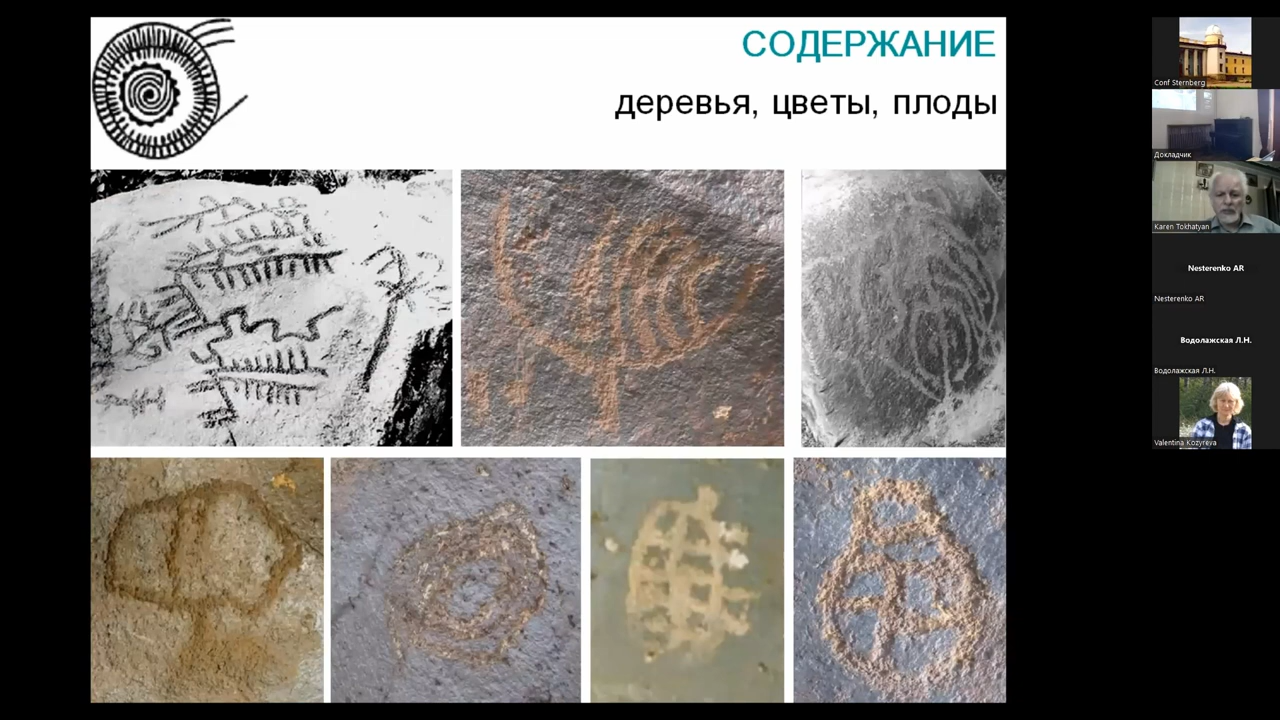 СОДЕРЖАНИЕ
деревья, цветы, плоды
Conf Sternberg
Докладчик
Karen Tokhatyan
Nesterenko AR
Nesterenko AR
Водолажская Л.Н.
Водолажская Л.Н.
Valentina Kozyreva